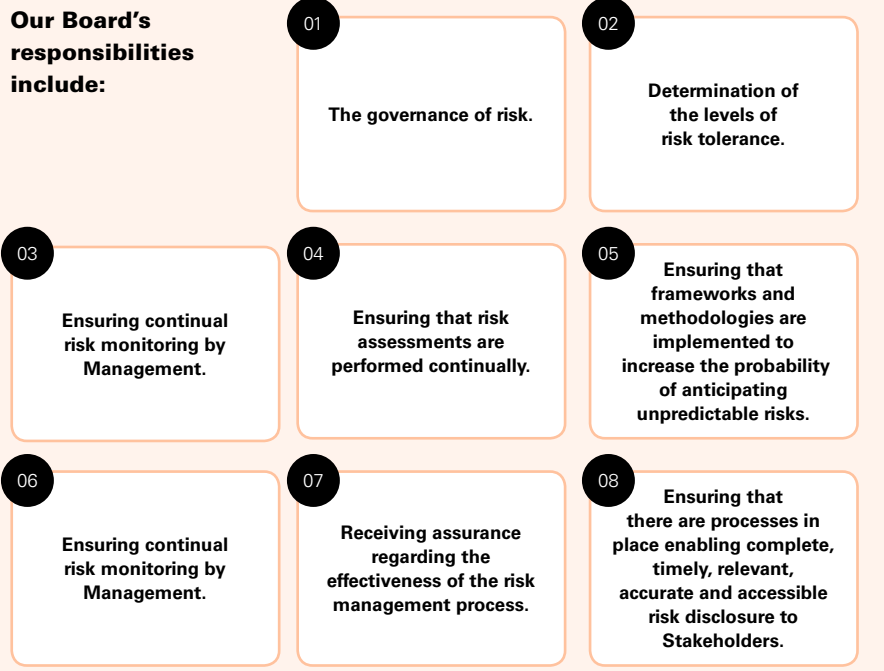 Our Board's
responsibilities
include:
01
The governance of risk.
02
Determination of
the levels of
risk tolerance.
03
Ensuring continual
risk monitoring by
Management.
04
Ensuring that risk
assessments are
performed continually.
05
Ensuring that
frameworks and
methodologies are
implemented to
increase the probability
of anticipating
unpredictable risks.
06
Ensuring continual
risk monitoring by
Management.
07
Receiving assurance
regarding the
effectiveness of the risk
management process.
08
Ensuring that
there are processes in
place enabling complete,
timely, relevant,
accurate and accessible
risk disclosure to
Stakeholders.